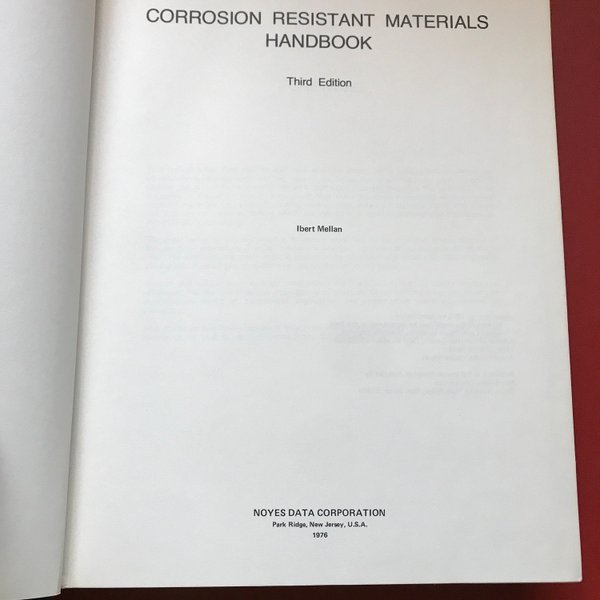 CORROSION RESISTANT MATERIALS
HANDBOOK
Third Edition
Ibert Mellan
NOYES DATA CORPORATION
Park Ridge, New Jersey, U.S.A.
1976